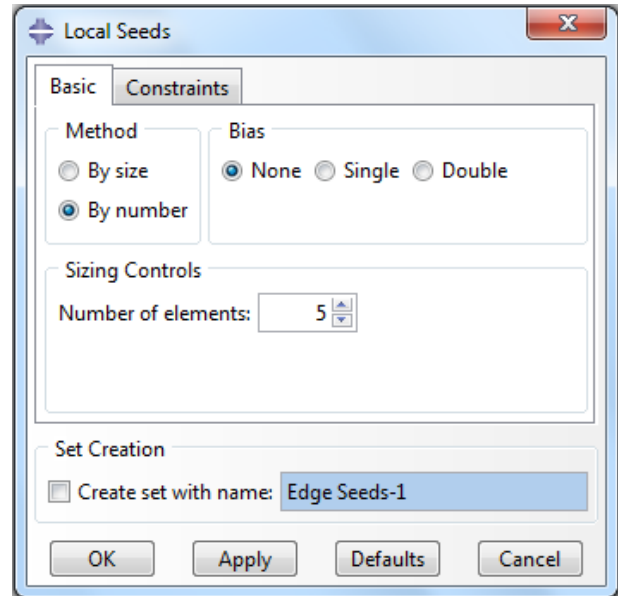 Local Seeds
Basic Constraints
Method
By size
By number
Bias
None Single Double
Sizing Controls
Number of elements: 5
Set Creation
Create set with name: Edge Seeds-1
OK Apply Defaults Cancel